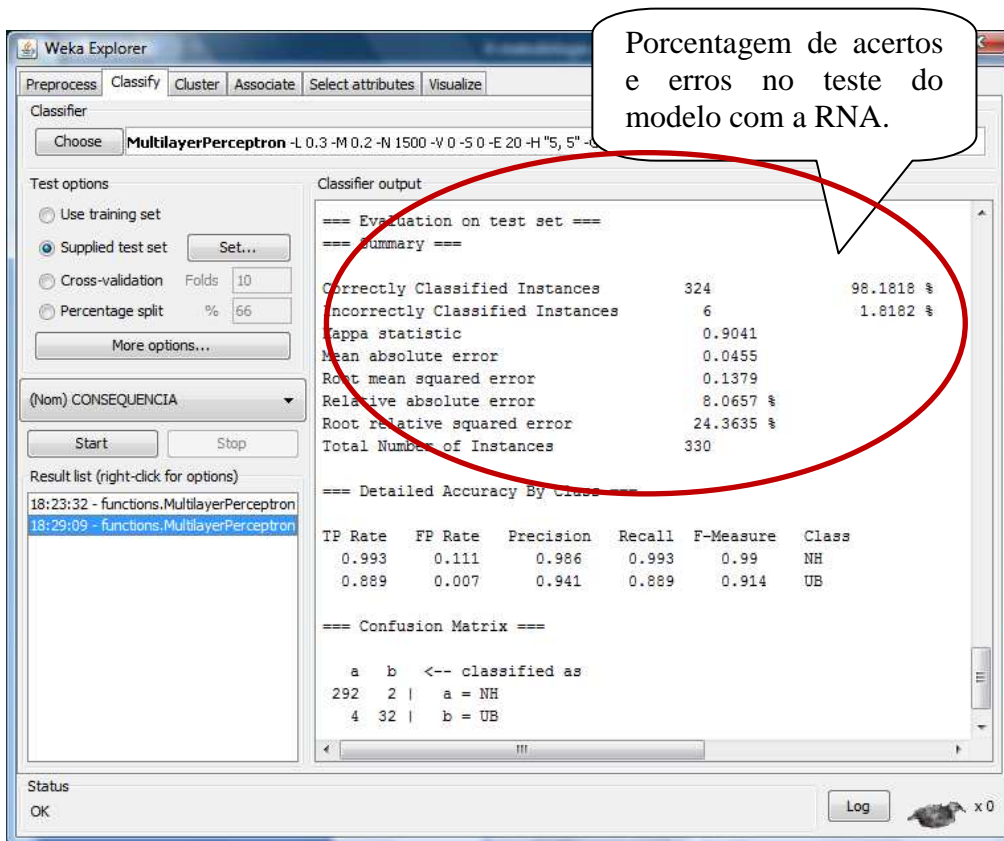 Weka Explorer
Porcentagem de acertos
e erros no teste do
modelo com a RNA.
Preprocess Classify Cluster Associate Select attributes Visualize
Classifier
Choose MultilayerPerceptron -L 0.3 -M 0.2 -N 1500 -V 0 -S 0 -E 20 -H "5, 5"
Test options
Use training set
Supplied test set Set...
Cross-validation Folds 10
Percentage split % 66
More options...
(Nom) CONSEQUENCIA
Start Stop
Result list (right-click for options)
18:23:32 - functions.MultilayerPerceptron
18:29:09 - functions.MultilayerPerceptron
Classifier output
=== Evaluation on test set ===
=== Summary ===
Correctly Classified Instances 324 98.1818 %
Incorrectly Classified Instances 6 1.8182 %
Kappa statistic 0.9041
Mean absolute error 0.0455
Root mean squared error 0.1379
Relative absolute error 8.0657 %
Root relative squared error 24.3635 %
Total Number of Instances 330
=== Detailed Accuracy By Class ===
TP Rate FP Rate Precision Recall F-Measure Class
0.993 0.111 0.986 0.993 0.99 NH
0.889 0.007 0.941 0.889 0.914 UB
=== Confusion Matrix ===
a b <-- classified as
292 2 | a = NH
4 32 | b = UB
Status
OK
Log x 0